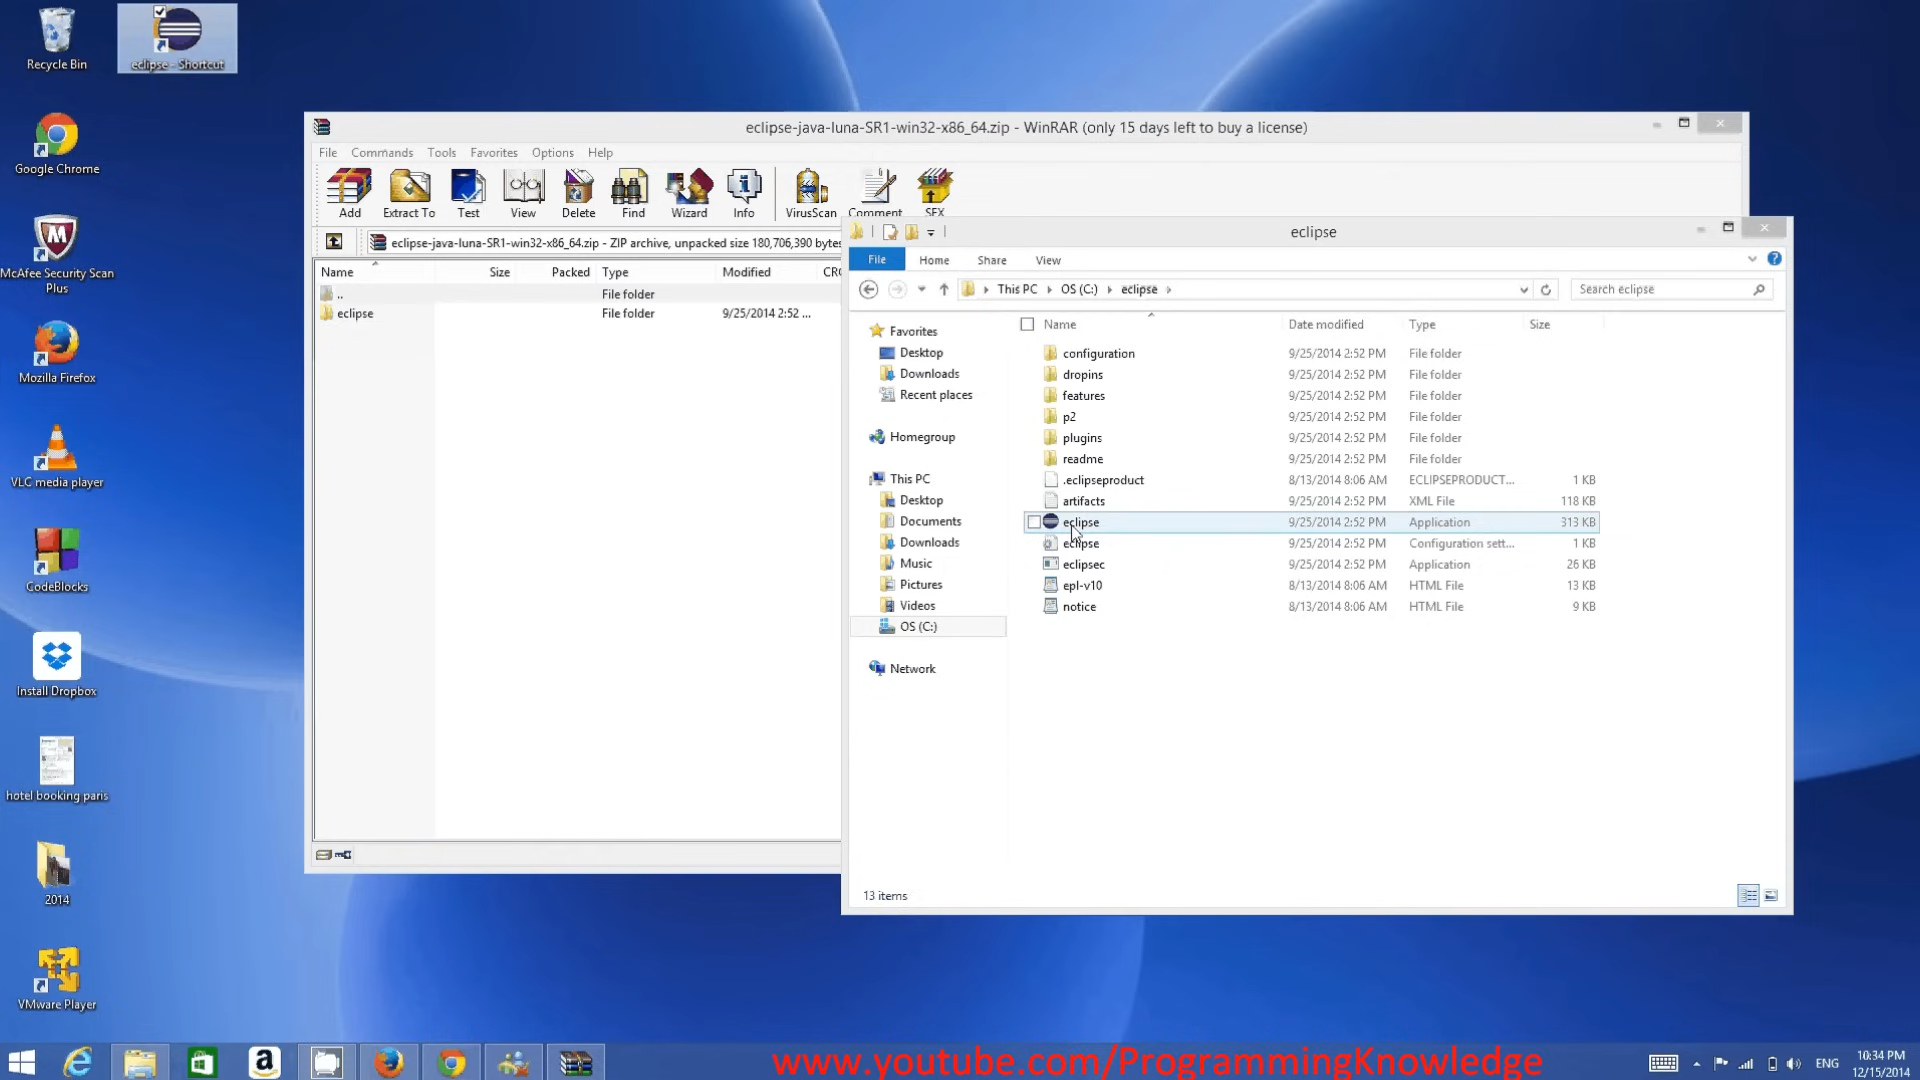 Recycle Bin
eclipse - Shortcut
Google Chrome
McAfee Security Scan
Plus
Mozilla Firefox
VLC media player
CodeBlocks
Install Dropbox
hotel booking paris
2014
VMware Player
eclipse-java-luna-SR1-win32-x86_64.zip - WinRAR (only 15 days left to buy a license)
File Commands Tools Favorites Options Help
Add Extract To Test View Delete Find Wizard Info VirusScan Comment SFX
eclipse-java-luna-SR1-win32-x86_64.zip - ZIP archive, unpacked size 180,706,390 bytes
Name Size Packed Type Modified CRC
.. File folder
eclipse File folder 9/25/2014 2:52 ...
eclipse
File Home Share View
This PC OS (C:) eclipse
Search eclipse
Favorites
Desktop
Downloads
Recent places
Homegroup
This PC
Desktop
Documents
Downloads
Music
Pictures
Videos
OS (C:)
Network
Name Date modified Type Size
configuration 9/25/2014 2:52 PM File folder
dropins 9/25/2014 2:52 PM File folder
features 9/25/2014 2:52 PM File folder
p2 9/25/2014 2:52 PM File folder
plugins 9/25/2014 2:52 PM File folder
readme 9/25/2014 2:52 PM File folder
.eclipseproduct 8/13/2014 8:06 AM ECLIPSEPRODUCT... 1 KB
artifacts 9/25/2014 2:52 PM XML File 118 KB
eclipse 9/25/2014 2:52 PM Application 313 KB
eclipse 9/25/2014 2:52 PM Configuration sett... 1 KB
eclipsec 9/25/2014 2:52 PM Application 26 KB
epl-v10 8/13/2014 8:06 AM HTML File 13 KB
notice 8/13/2014 8:06 AM HTML File 9 KB
13 items
www.youtube.com/ProgrammingKnowledge
ENG
10:34 PM
12/15/2014